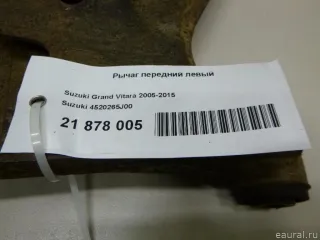 Рычаг передний левый
Suzuki Grand Vitara 2005-2015
Suzuki 4520265J00
21 878 005
eaural.ru